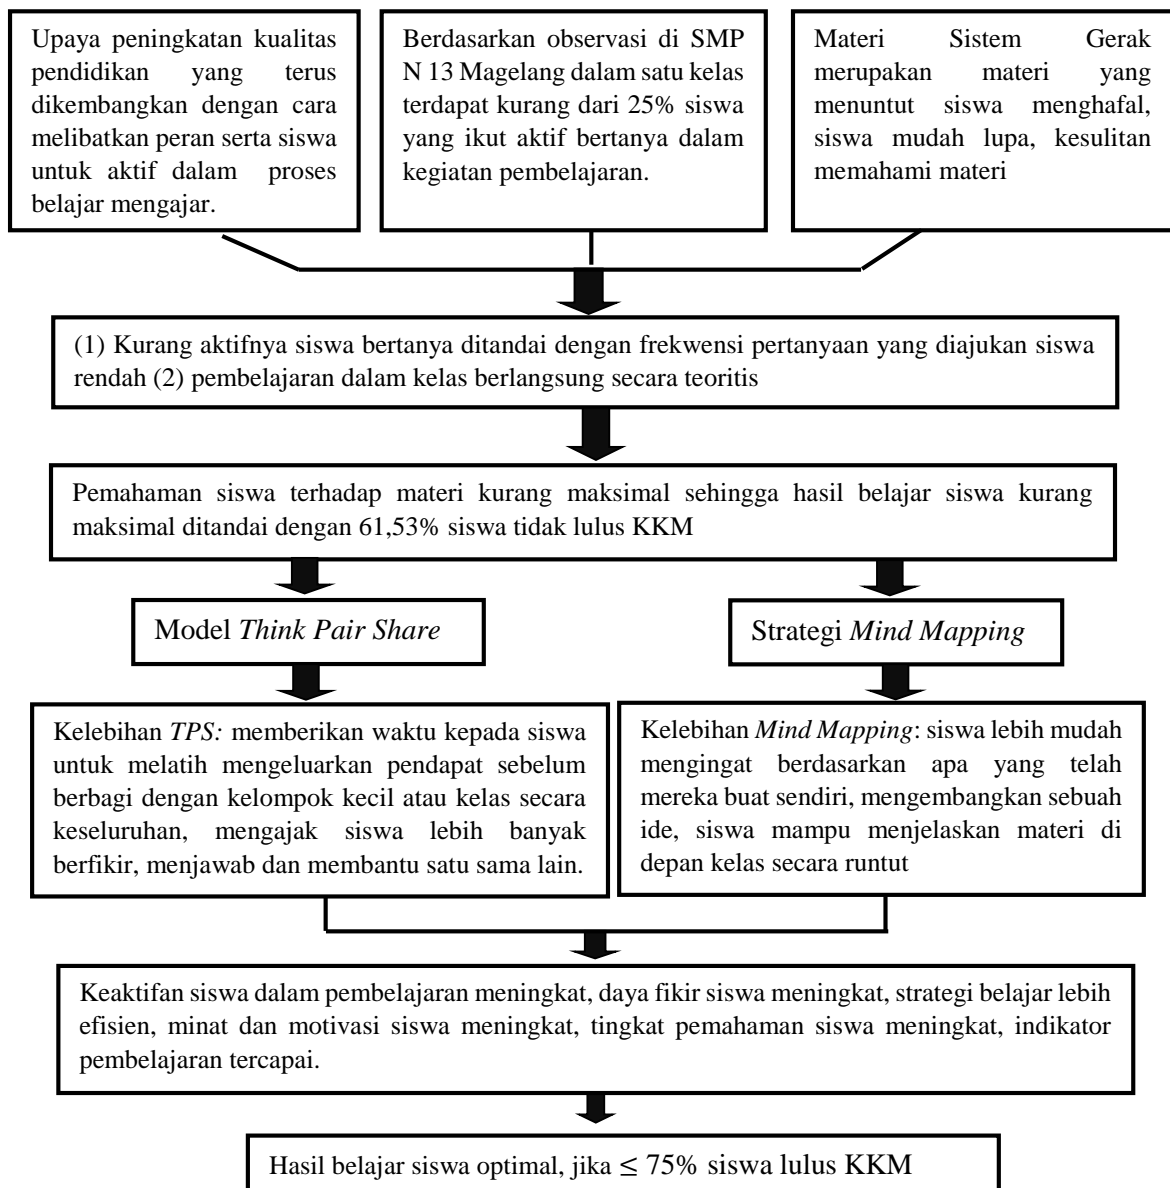 Upaya peningkatan kualitas
pendidikan yang terus
dikembangkan dengan cara
melibatkan peran serta siswa
untuk aktif dalam proses
belajar mengajar.
Berdasarkan observasi di SMP
N 13 Magelang dalam satu kelas
terdapat kurang dari 25% siswa
yang ikut aktif bertanya dalam
kegiatan pembelajaran.
Materi Sistem Gerak
merupakan materi yang
menuntut siswa menghafal,
siswa mudah lupa, kesulitan
memahami materi
(1) Kurang aktifnya siswa bertanya ditandai dengan frekwensi pertanyaan yang diajukan siswa
rendah (2) pembelajaran dalam kelas berlangsung secara teoritis
Pemahaman siswa terhadap materi kurang maksimal sehingga hasil belajar siswa kurang
maksimal ditandai dengan 61,53% siswa tidak lulus KKM
Model Think Pair Share
Strategi Mind Mapping
Kelebihan TPS: memberikan waktu kepada siswa
untuk melatih mengeluarkan pendapat sebelum
berbagi dengan kelompok kecil atau kelas secara
keseluruhan, mengajak siswa lebih banyak
berfikir, menjawab dan membantu satu sama lain.
Kelebihan Mind Mapping: siswa lebih mudah
mengingat berdasarkan apa yang telah
mereka buat sendiri, mengembangkan sebuah
ide, siswa mampu menjelaskan materi di
depan kelas secara runtut
Keaktifan siswa dalam pembelajaran meningkat, daya fikir siswa meningkat, strategi belajar lebih
efisien, minat dan motivasi siswa meningkat, tingkat pemahaman siswa meningkat, indikator
pembelajaran tercapai.
Hasil belajar siswa optimal, jika ≤ 75% siswa lulus KKM